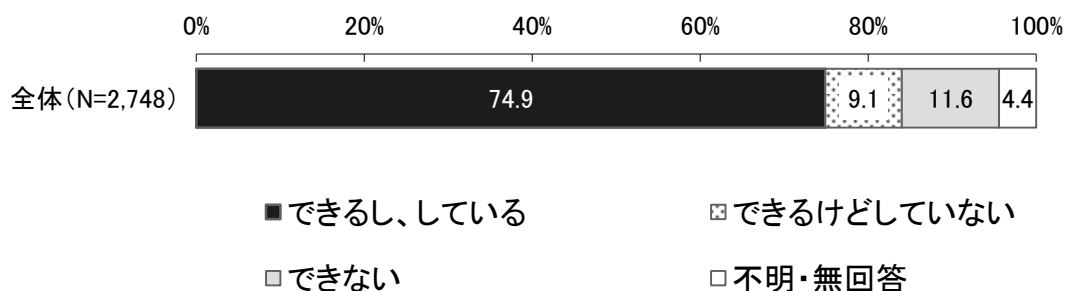 0% 20% 40% 60% 80% 100%
全体(N=2,748) 74.9 9.1 11.6 4.4
できるし、している できるけどしていない
できない 不明・無回答